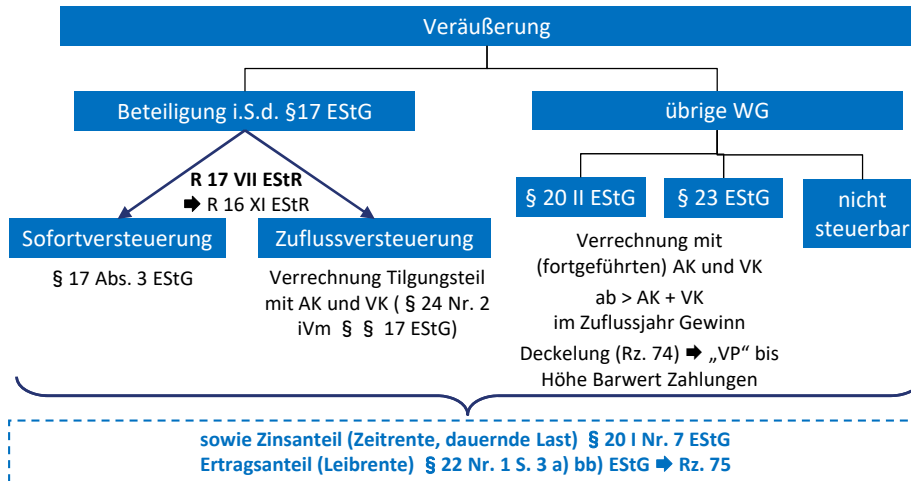 Veräußerung
Beteiligung i.S.d. §17 EStG
übrige WG
R 17 VII EStR
➡ R 16 XI EStR
§ 20 II EStG
§ 23 EStG
nicht
steuerbar
Sofortversteuerung
Zuflussversteuerung
§ 17 Abs. 3 EStG
Verrechnung Tilgungsteil
mit AK und VK ( § 24 Nr. 2
iVm § § 17 EStG)
Verrechnung mit
(fortgeführten) AK und VK
ab > AK + VK
im Zuflussjahr Gewinn
Deckelung (Rz. 74) ➡ „VP“ bis
Höhe Barwert Zahlungen
sowie Zinsanteil (Zeitrente, dauernde Last) § 20 I Nr. 7 EStG
Ertragsanteil (Leibrente) § 22 Nr. 1 S. 3 a) bb) EStG ➡ Rz. 75